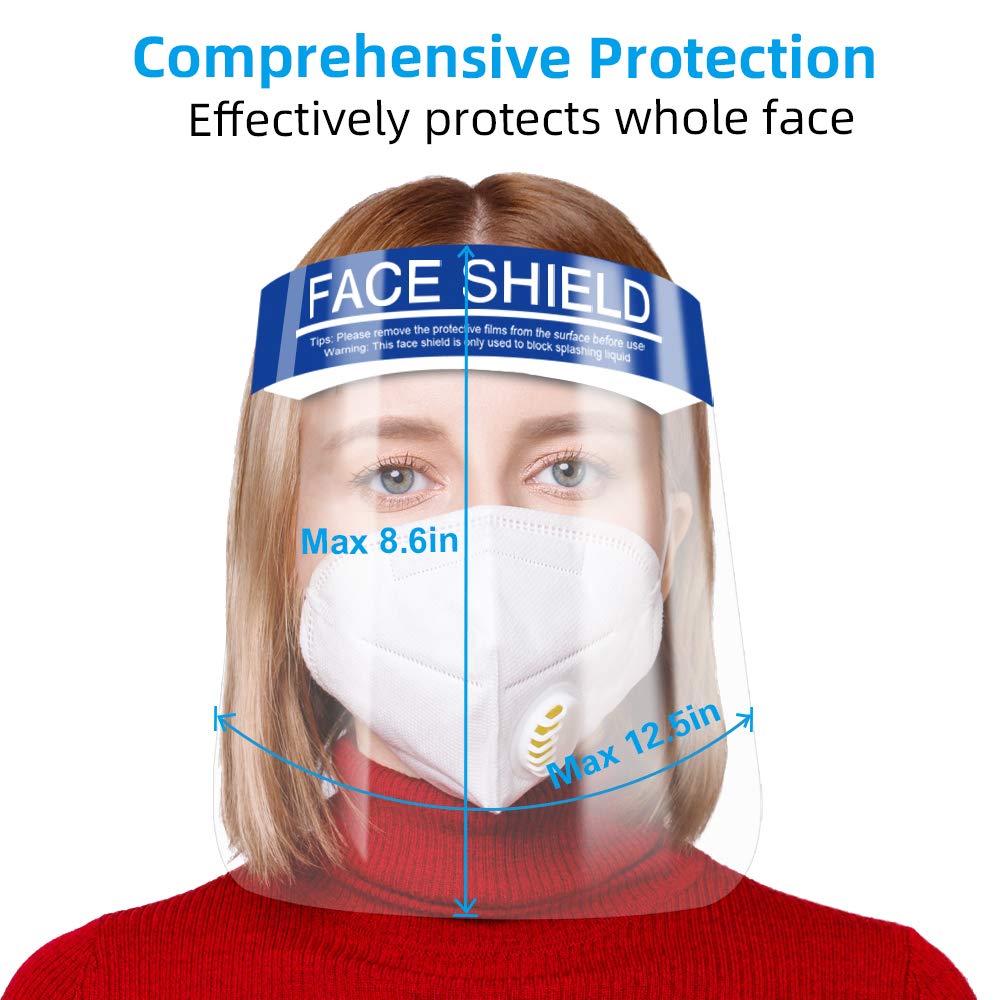 Comprehensive Protection
Effectively protects whole face
FACE SHIELD
Tips: Please remove the protective films from the surface before use
Warning: This face shield is only used to block splashing liquid
Max 8.6in
Max 12.5in